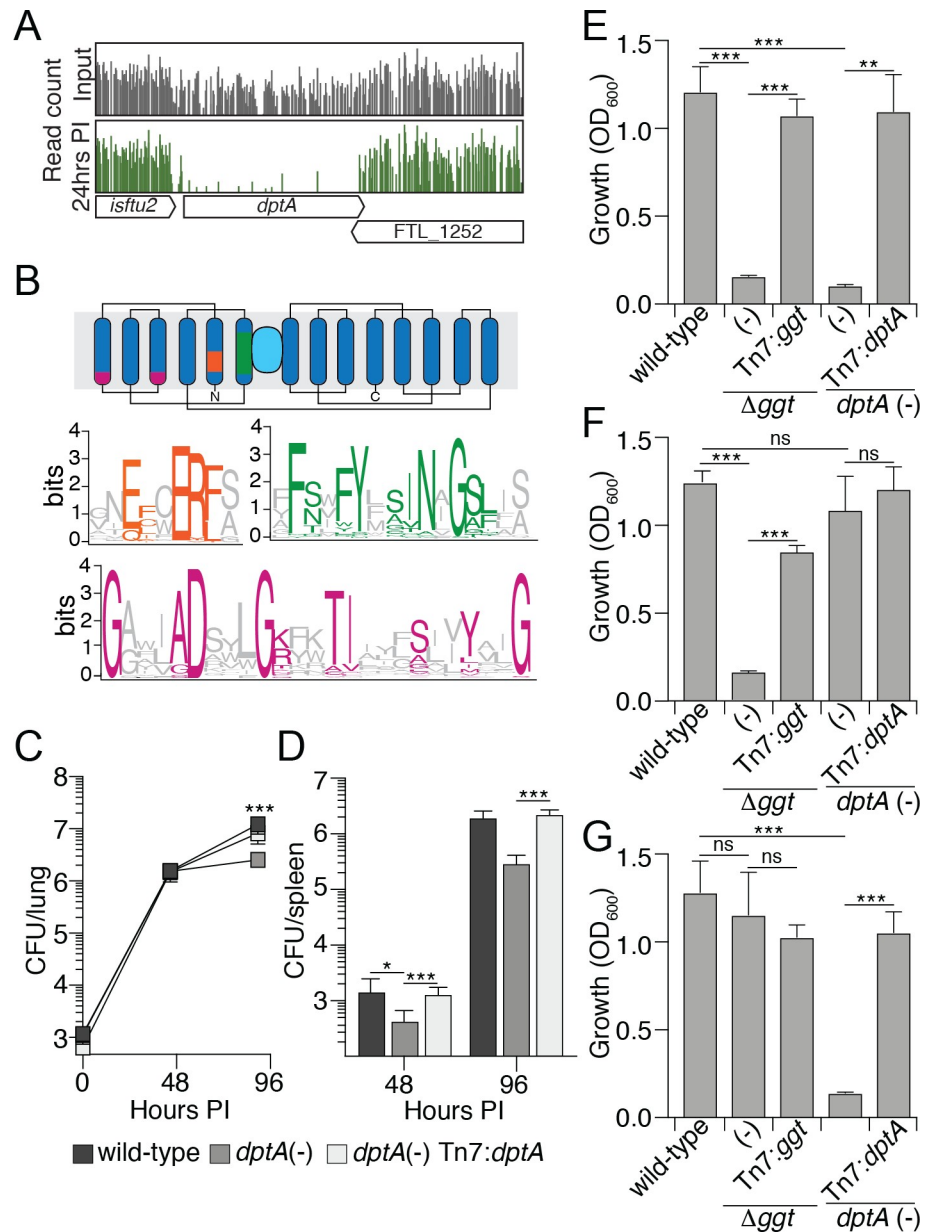 A
Read count
Input
24hrs PI
isftu2
dptA
FTL_1252
B
N
C
bits
4
3
2
1
0
4
3
2
1
0
bits
4
3
2
1
0
C
CFU/lung
8
7
6
5
4
3
***
0
48
96
Hours PI
D
CFU/spleen
7
6
5
4
3
*
***
***
48
96
Hours PI
wild-type
dptA(-)
dptA(-) Tn7:dptA
E
Growth (OD600)
1.5
1.0
0.5
0.0
***
***
***
**
wild-type
(-)
Tn7:ggt
(-)
Tn7:dptA
Δggt
dptA (-)
F
Growth (OD600)
1.5
1.0
0.5
0.0
ns
***
***
ns
wild-type
(-)
Tn7:ggt
(-)
Tn7:dptA
Δggt
dptA (-)
G
Growth (OD600)
1.5
1.0
0.5
0.0
***
ns
ns
***
wild-type
(-)
Tn7:ggt
(-)
Tn7:dptA
Δggt
dptA (-)